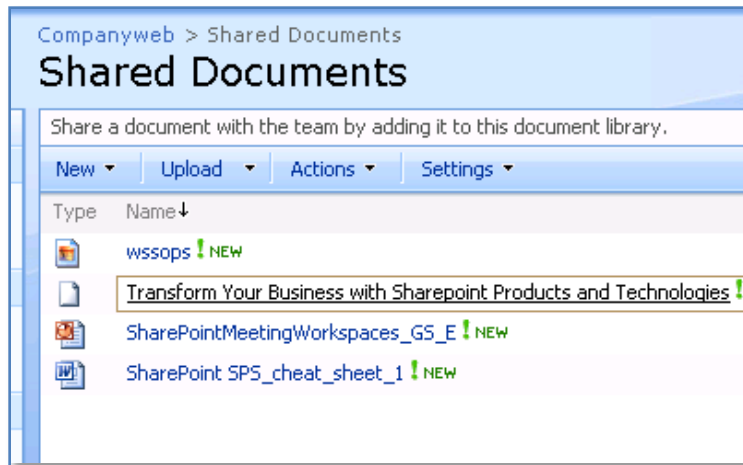 Companyweb > Shared Documents
Shared Documents
Share a document with the team by adding it to this document library.
New Upload Actions Settings
Type Name
wssops ! NEW
Transform Your Business with Sharepoint Products and Technologies !
SharePointMeetingWorkspaces_GS_E ! NEW
SharePoint SPS_cheat_sheet_1 ! NEW